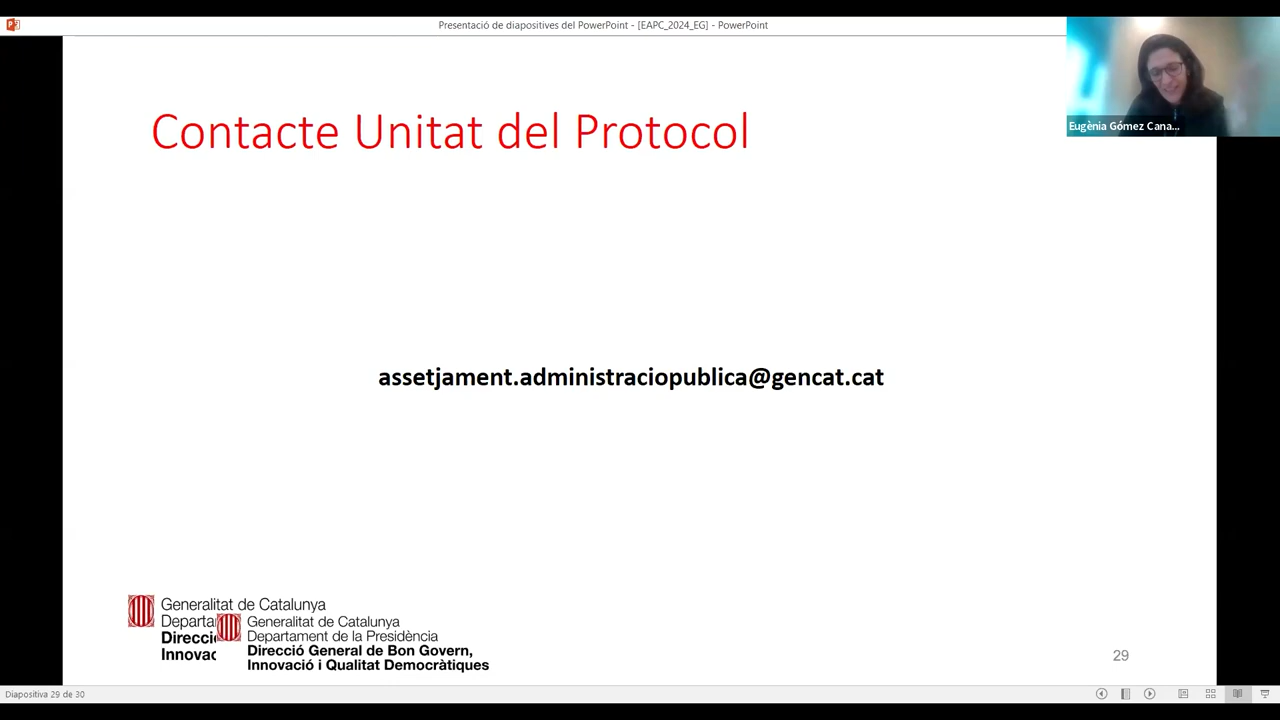 Presentació de diapositives del PowerPoint - [EAPC_2024_EG] - PowerPoint
Eugènia Gómez Cana...
Contacte Unitat del Protocol
assetjament.administraciopublica@gencat.cat
Generalitat de Catalunya
Departa
Direcci
Innovac
Generalitat de Catalunya
Departament de la Presidència
Direcció General de Bon Govern,
Innovació i Qualitat Democràtiques
29
Diapositiva 29 de 30